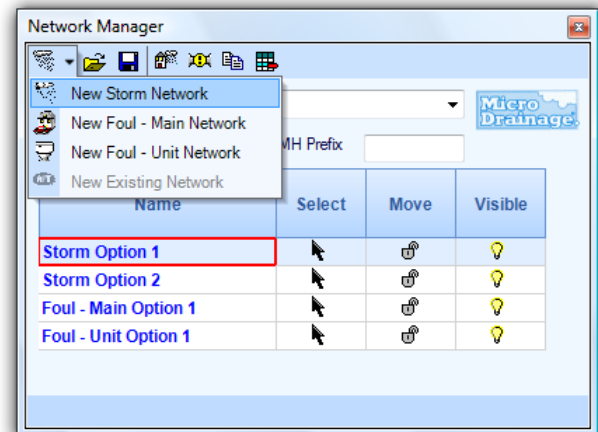 Network Manager
New Storm Network
New Foul - Main Network
New Foul - Unit Network
New Existing Network
Micro
Drainage.
MH Prefix
Name Select Move Visible
Storm Option 1
Storm Option 2
Foul - Main Option 1
Foul - Unit Option 1